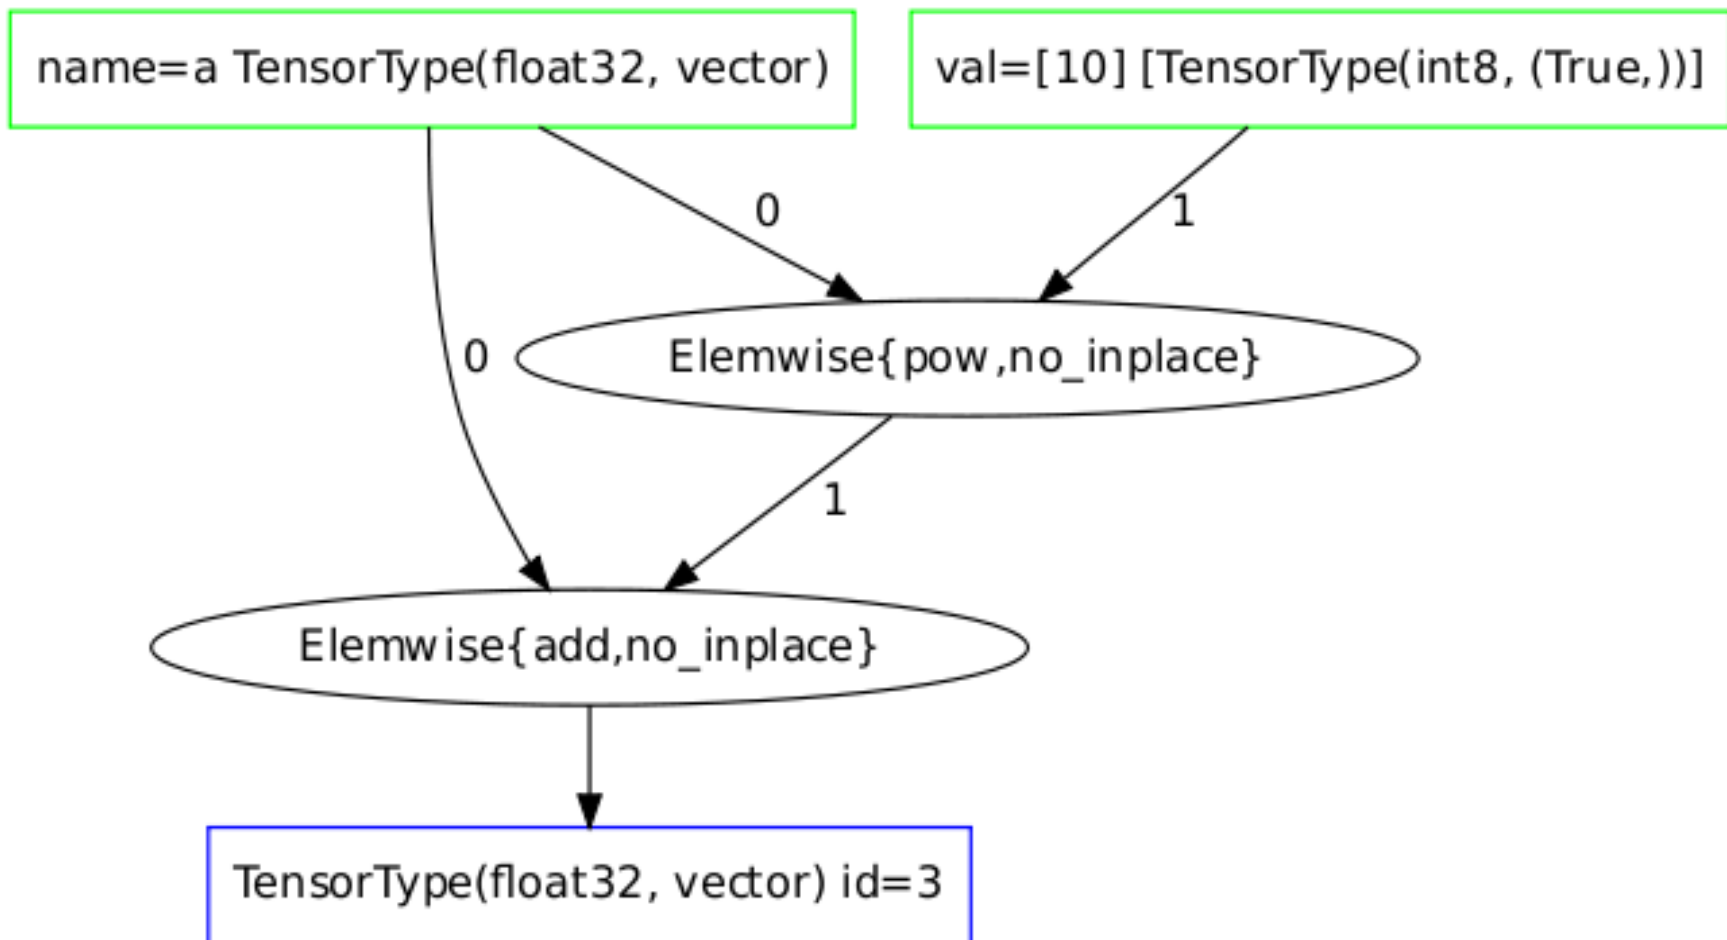 name=a TensorType(float32, vector)
val=[10] [TensorType(int8, (True,))]
0
1
0
Elemwise{pow,no_inplace}
1
Elemwise{add,no_inplace}
TensorType(float32, vector) id=3